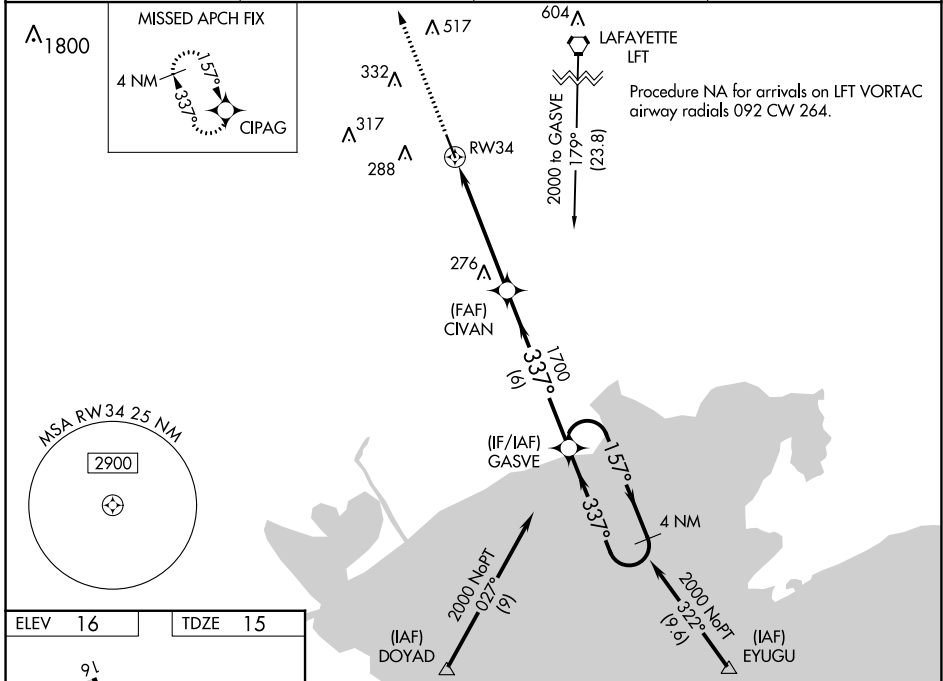 1800
MISSED APCH FIX
4 NM
157°
337°
CIPAG
517
332
317
288
RW34
604
LAFAYETTE
LFT
Procedure NA for arrivals on LFT VORTAC
airway radials 092 CW 264.
2000 to GASVE
179°
(23.8)
276
(FAF)
CIVAN
1700
337°
(6)
(IF/IAF)
GASVE
157°
337°
4 NM
MSA RW34 25 NM
2900
2000 NoPT
027°
(9)
(IAF)
DOYAD
2000 NoPT
322°
(9.6)
(IAF)
EYUGU
ELEV 16
TDZE 15
16